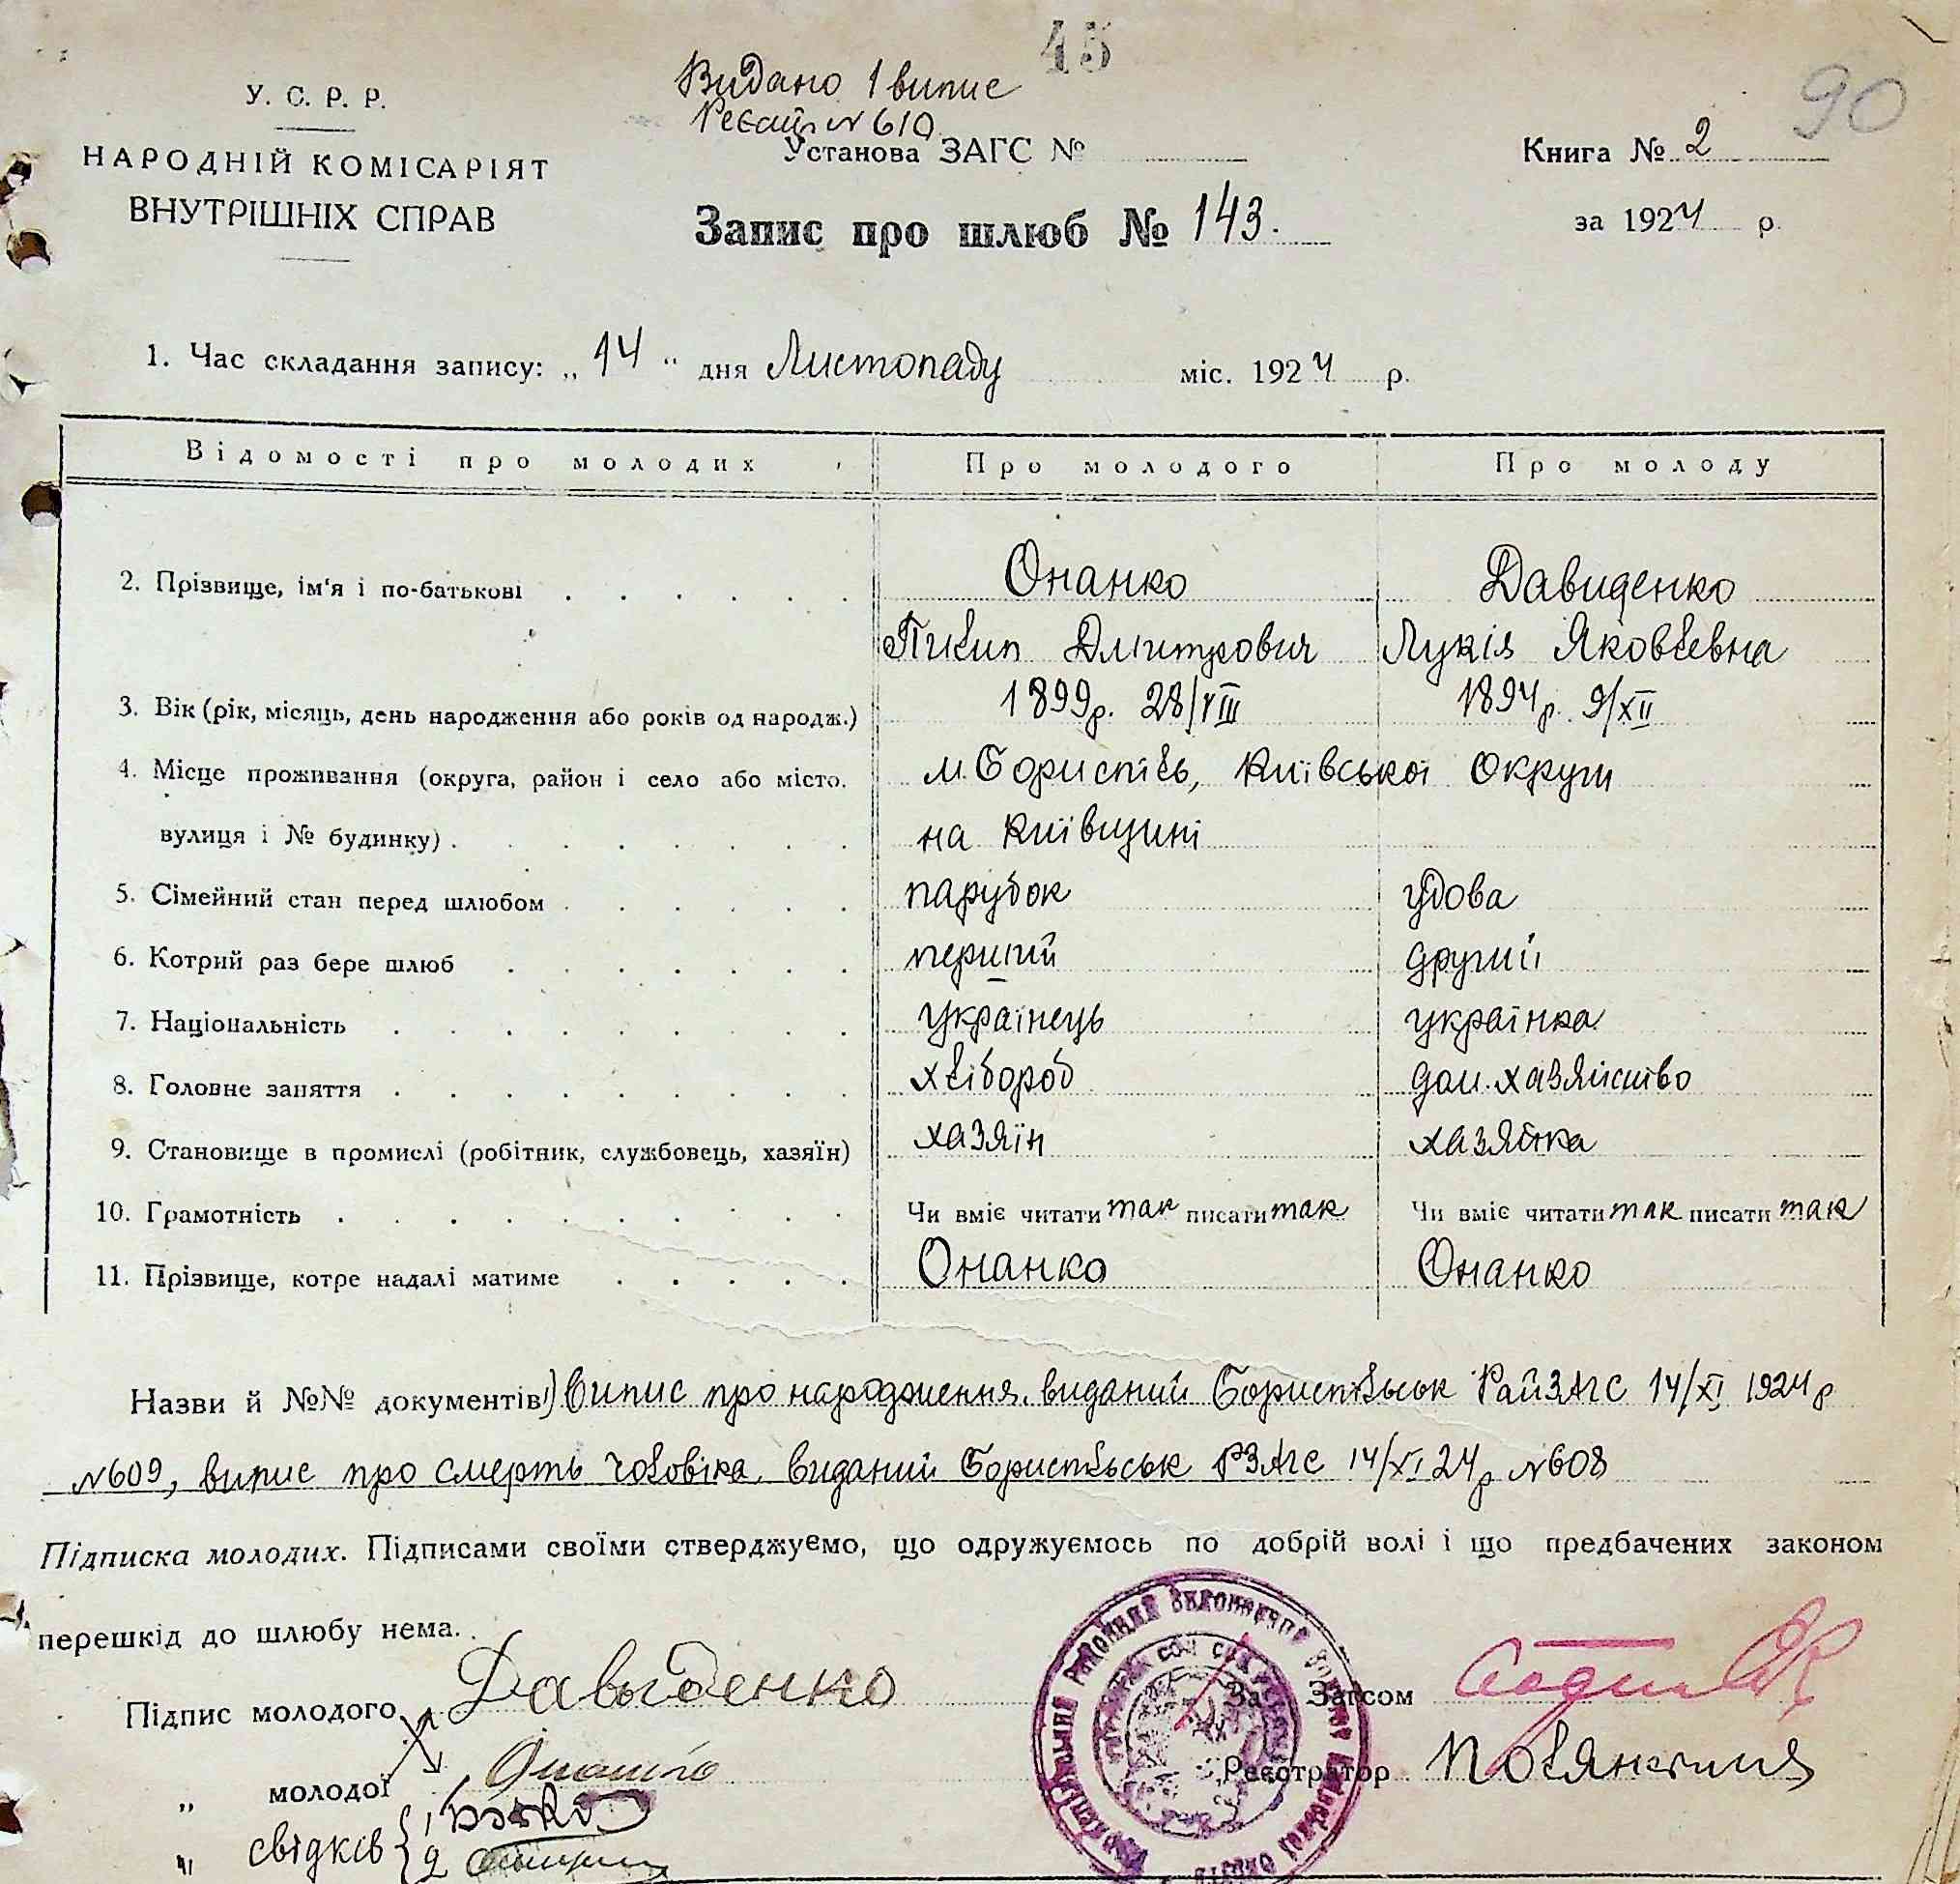 45
Видано 1 випис
Реєстр N 610
90
У. С. Р. Р.
НАРОДНІЙ КОМІСАРІЯТ
ВНУТРІШНІХ СПРАВ
Установа ЗАГС №
Книга № 2
за 1924 р.
Запис про шлюб № 143.
1. Час складання запису: „ 14 “ дня Листопаду міс. 1924 р.
Відомості про молодих Про молодого Про молоду
2. Прізвище, ім'я і по-батькові Онанко Давиденко
Пилип Дмитрович Лукія Яковлевна
3. Вік (рік, місяць, день народження або років од народж.) 1899 р. 28/VIII 1894 р. 9/XII
4. Місце проживання (округа, район і село або місто, м. Бориспіль, Київської Округи
вулиця і № будинку) на Київщині
5. Сімейний стан перед шлюбом парубок удова
6. Котрий раз бере шлюб перший другий
7. Національність українець українка
8. Головне заняття хлібороб дом. хазяйство
9. Становище в промислі (робітник, службовець, хазяїн) хазяїн хазяйка
10. Грамотність Чи вміє читати так писати так Чи вміє читати так писати так
11. Прізвище, котре надалі матиме Онанко Онанко
Назви й №№ документів) Випис про народження виданий Бориспільськ РайЗАГС 14/XI 1924 р
N 609, випис про смерть чоловіка виданий Бориспільськ РЗАГС 14/XI 24 р N 608
Підписка молодих. Підписами своїми стверджуємо, що одружуємось по добрій волі і що предбачених законом
перешкід до шлюбу нема.
Підпис молодого Давыденко
Зав. Загсом
„ молодої Онанко
Реєстратор
„ свідків { 1
2